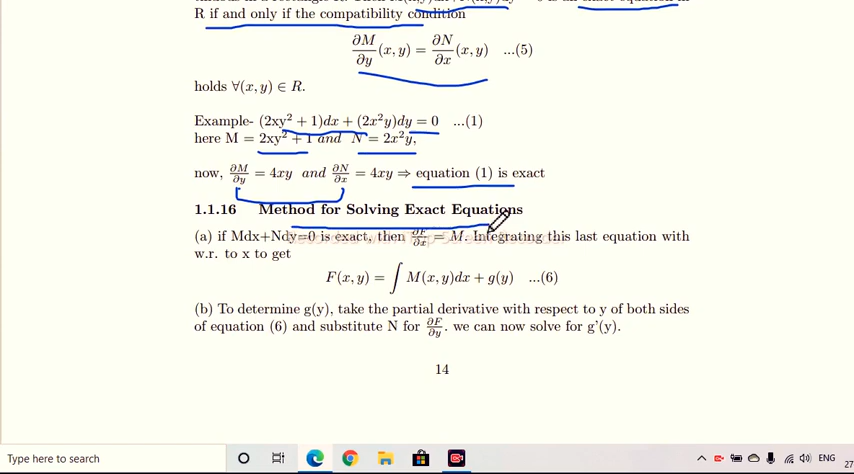 R if and only if the compatibility condition
∂M/∂y (x, y) = ∂N/∂x (x, y) ...(5)
holds ∀(x, y) ∈ R.
Example- (2xy² + 1)dx + (2x²y)dy = 0 ...(1)
here M = 2xy² + 1 and N = 2x²y,
now, ∂M/∂y = 4xy and ∂N/∂x = 4xy ⇒ equation (1) is exact
1.1.16 Method for Solving Exact Equations
(a) if Mdx+Ndy=0 is exact, then ∂F/∂x = M. Integrating this last equation with
w.r. to x to get
F(x, y) = ∫ M(x, y)dx + g(y) ...(6)
(b) To determine g(y), take the partial derivative with respect to y of both sides
of equation (6) and substitute N for ∂F/∂y. we can now solve for g'(y).
14
Type here to search
ENG
27